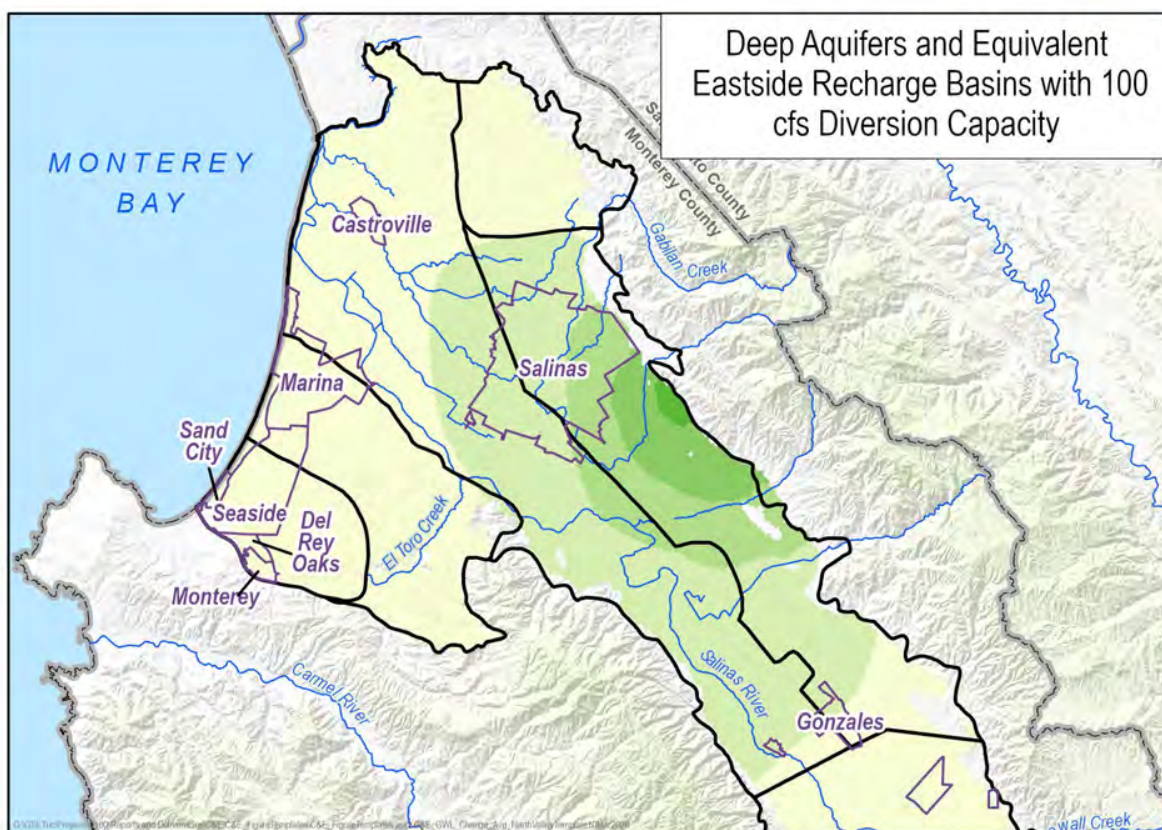 Deep Aquifers and Equivalent
Eastside Recharge Basins with 100
cfs Diversion Capacity
MONTEREY
BAY
Castroville
Gabilan Creek
Monterey County
County
Salinas
Marina
Sand
City
Seaside
Del
Rey
Oaks
Monterey
El Toro Creek
Carmel River
Salinas River
Gonzales
Creek